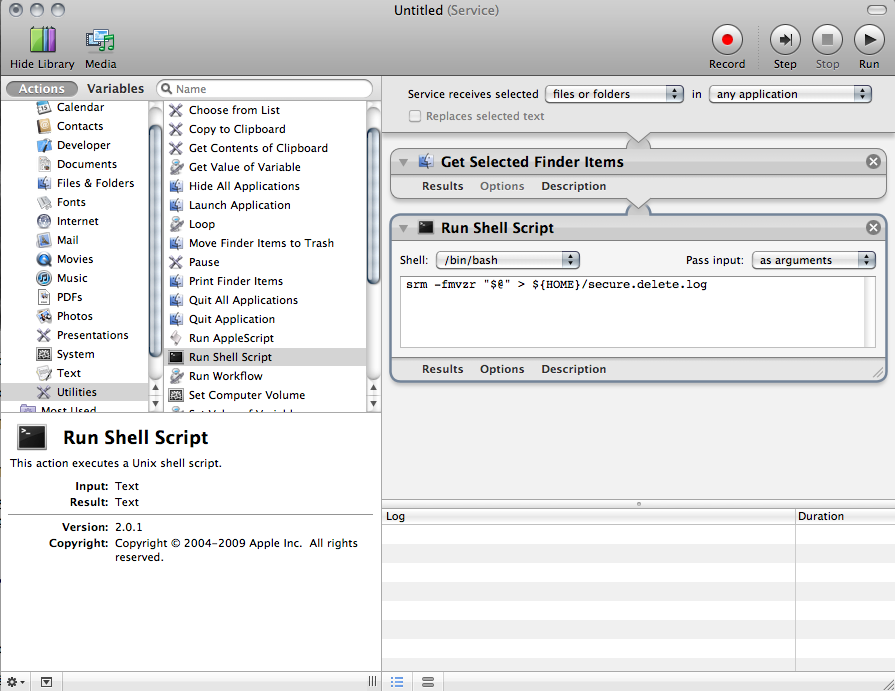 Untitled (Service)
Hide Library
Media
Record
Step
Stop
Run
Actions
Variables
Name
Calendar
Contacts
Developer
Documents
Files & Folders
Fonts
Internet
Mail
Movies
Music
PDFs
Photos
Presentations
System
Text
Utilities
Most Used
Choose from List
Copy to Clipboard
Get Contents of Clipboard
Get Value of Variable
Hide All Applications
Launch Application
Loop
Move Finder Items to Trash
Pause
Print Finder Items
Quit All Applications
Quit Application
Run AppleScript
Run Shell Script
Run Workflow
Set Computer Volume
Set Value of Variable
Run Shell Script
This action executes a Unix shell script.
Input: Text
Result: Text
Version: 2.0.1
Copyright: Copyright © 2004-2009 Apple Inc. All rights
reserved.
Service receives selected files or folders in any application
Replaces selected text
Get Selected Finder Items
Results Options Description
Run Shell Script
Shell: /bin/bash Pass input: as arguments
srm -fmvzr "$@" > ${HOME}/secure.delete.log
Results Options Description
Log Duration